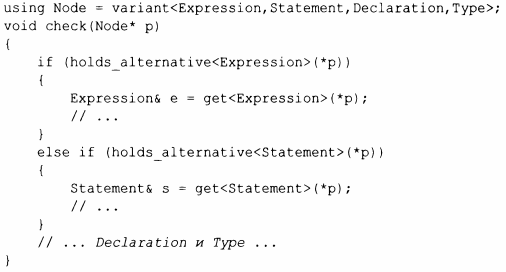 using Node = variant<Expression,Statement,Declaration,Type>;
void check(Node* p)
{
    if (holds_alternative<Expression>(*p))
    {
        Expression& e = get<Expression>(*p);
        // ...
    }
    else if (holds_alternative<Statement>(*p))
    {
        Statement& s = get<Statement>(*p);
        // ...
    }
    // ... Declaration и Type ...
}